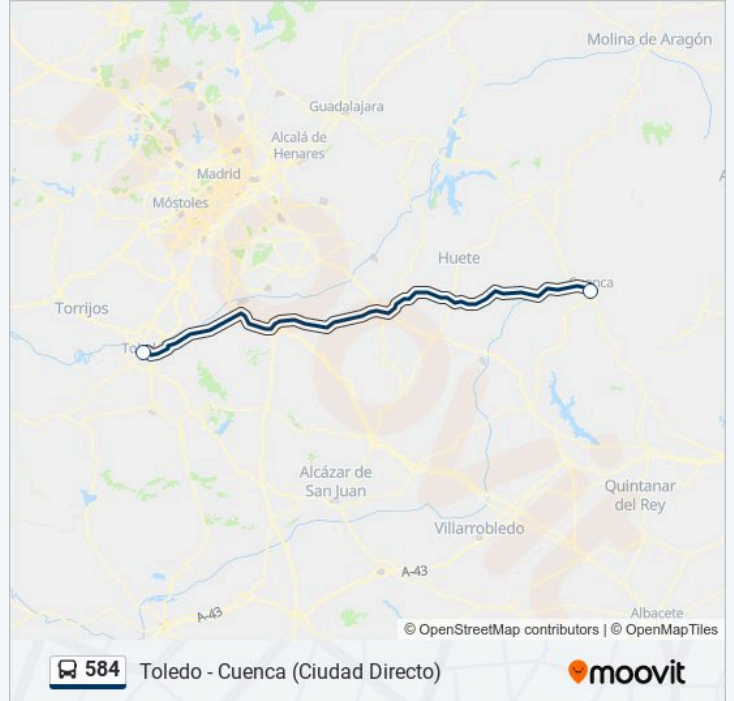 Molina de Aragón
Guadalajara
Alcalá de
Henares
Madrid
Móstoles
Huete
Torrijos
Alcázar de
San Juan
Quintanar
del Rey
Villarrobledo
A-43
A-43
Albacete
© OpenStreetMap contributors | © OpenMapTiles
584 Toledo - Cuenca (Ciudad Directo)
moovit